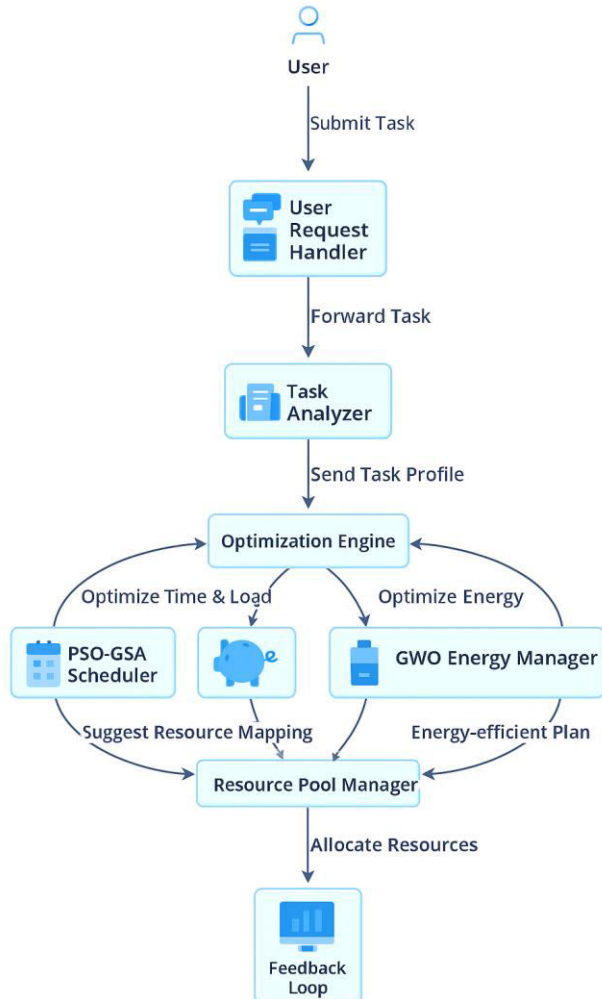 User
Submit Task
User
Request
Handler
Forward Task
Task
Analyzer
Send Task Profile
Optimization Engine
Optimize Time & Load
Optimize Energy
PSO-GSA
Scheduler
GWO Energy Manager
Suggest Resource Mapping
Energy-efficient Plan
Resource Pool Manager
Allocate Resources
Feedback
Loop